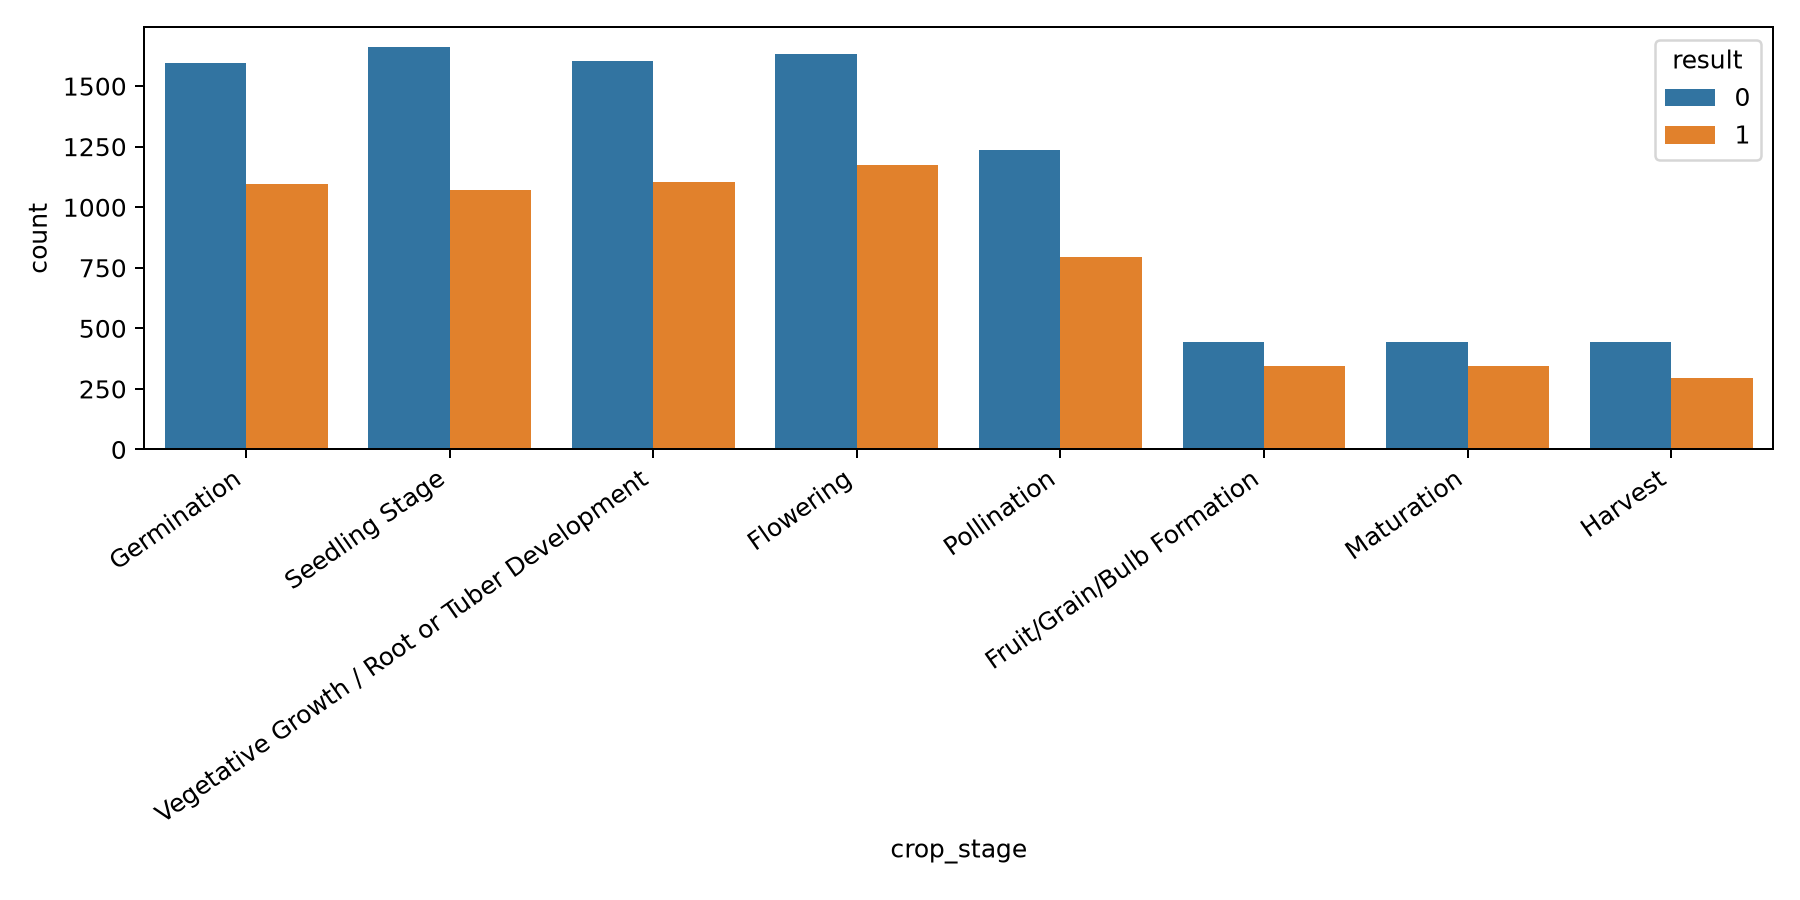 result
0
1
count
1500
1250
1000
750
500
250
0
Germination
Seedling Stage
Vegetative Growth / Root or Tuber Development
Flowering
Pollination
Fruit/Grain/Bulb Formation
Maturation
Harvest
crop_stage